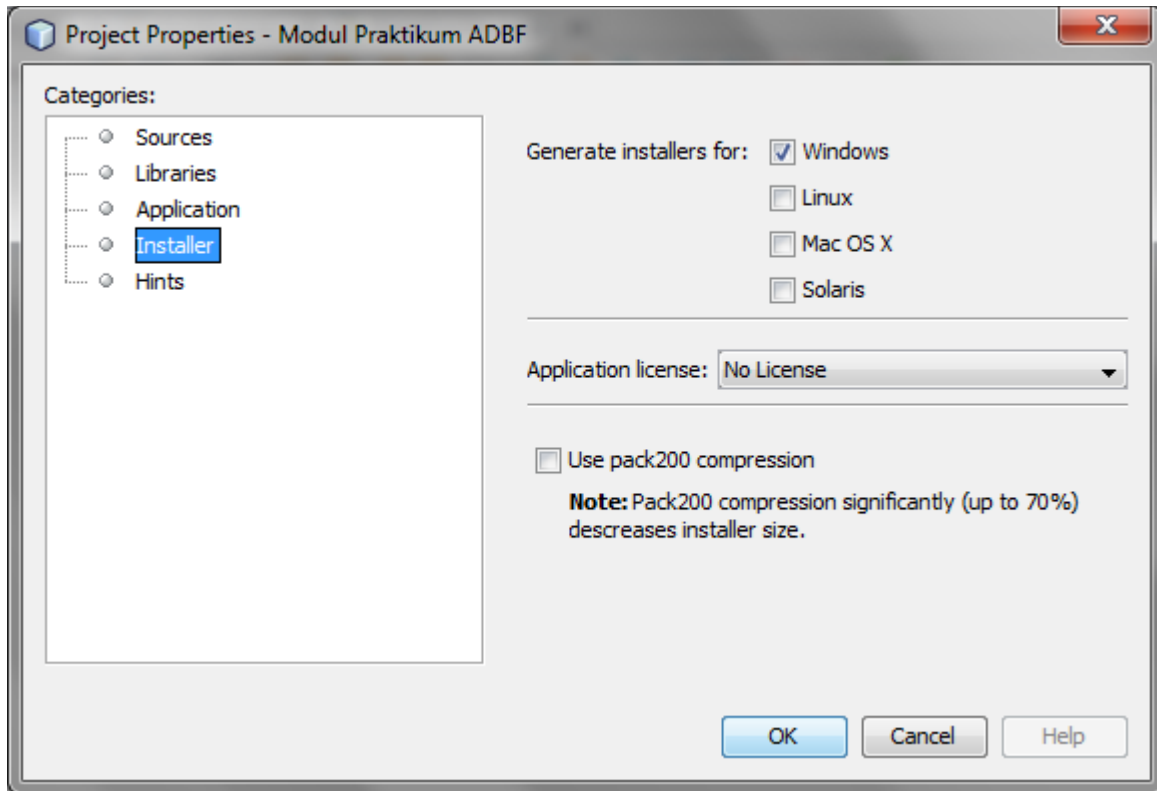 Project Properties - Modul Praktikum ADBF
Categories:
Sources
Libraries
Application
Installer
Hints
Generate installers for:
Windows
Linux
Mac OS X
Solaris
Application license:
No License
Use pack200 compression
Note: Pack200 compression significantly (up to 70%)
descreases installer size.
OK
Cancel
Help